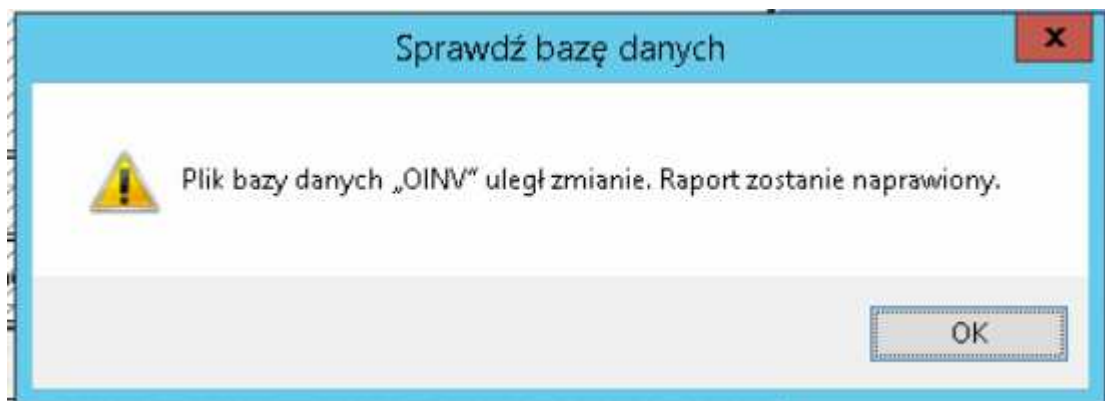 Sprawdź bazę danych
Plik bazy danych „OINV” uległ zmianie. Raport zostanie naprawiony.
OK